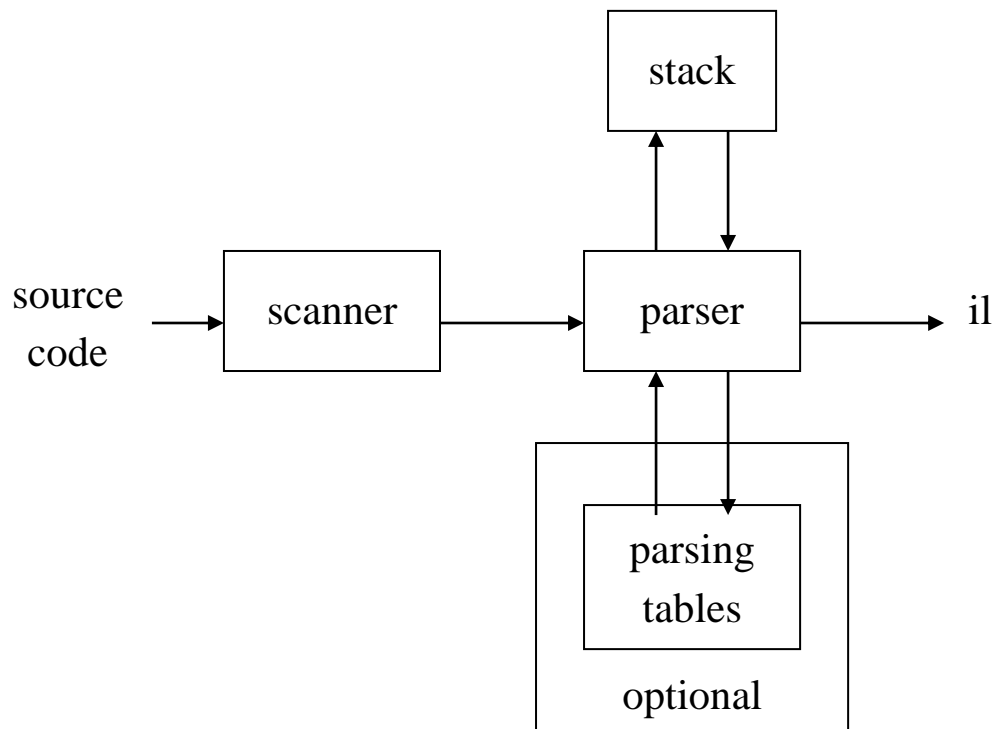 stack
source
code
scanner
parser
il
parsing
tables
optional